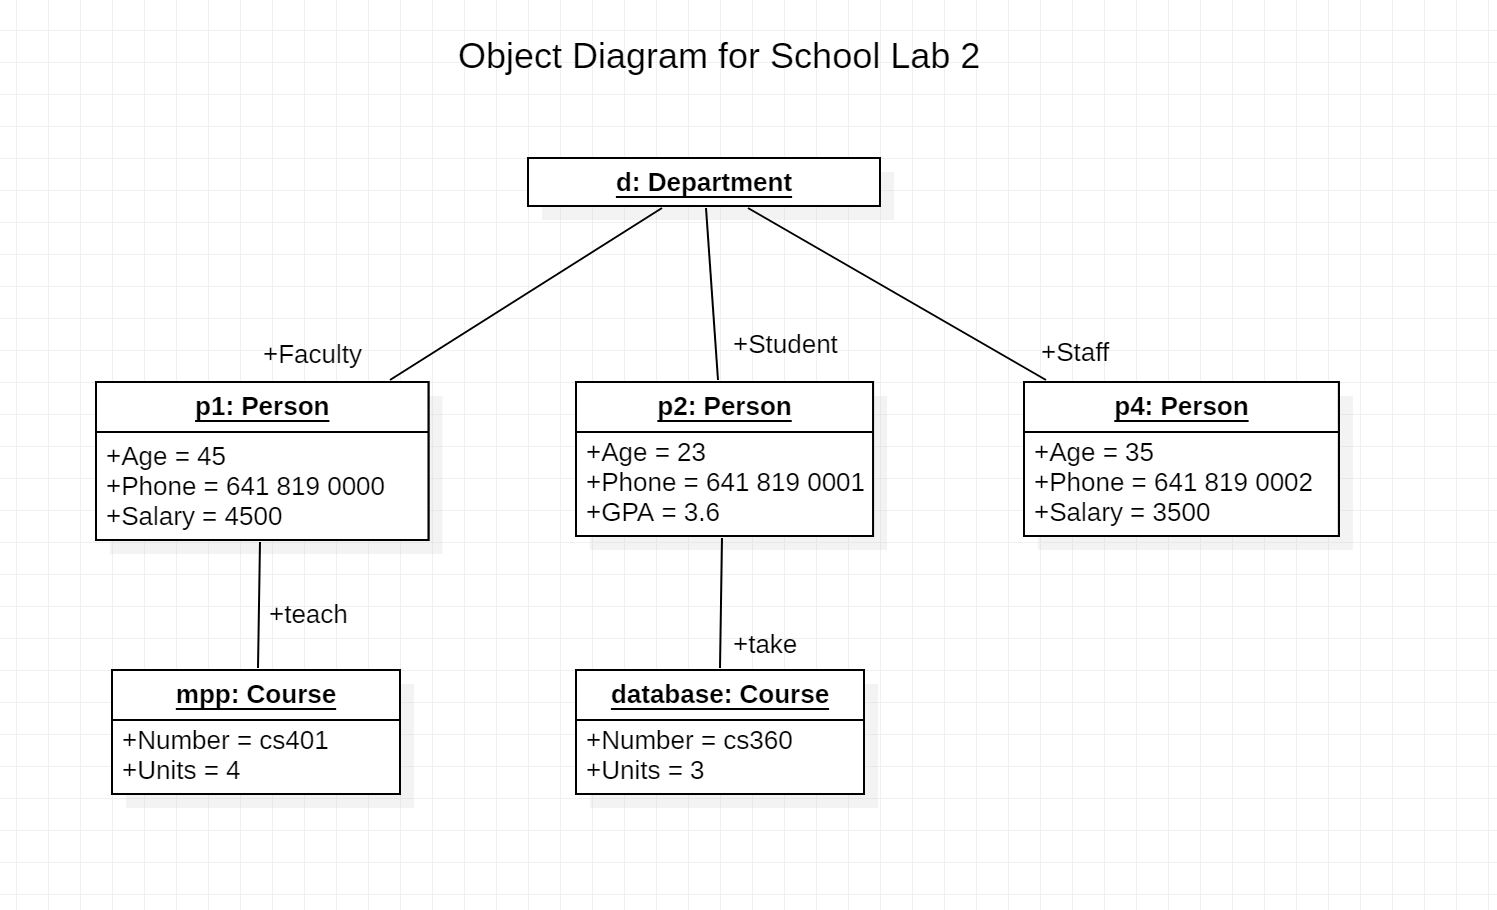 Object Diagram for School Lab 2
d: Department
+Faculty
+Student
+Staff
p1: Person
+Age = 45
+Phone = 641 819 0000
+Salary = 4500
p2: Person
+Age = 23
+Phone = 641 819 0001
+GPA = 3.6
p4: Person
+Age = 35
+Phone = 641 819 0002
+Salary = 3500
+teach
+take
mpp: Course
+Number = cs401
+Units = 4
database: Course
+Number = cs360
+Units = 3